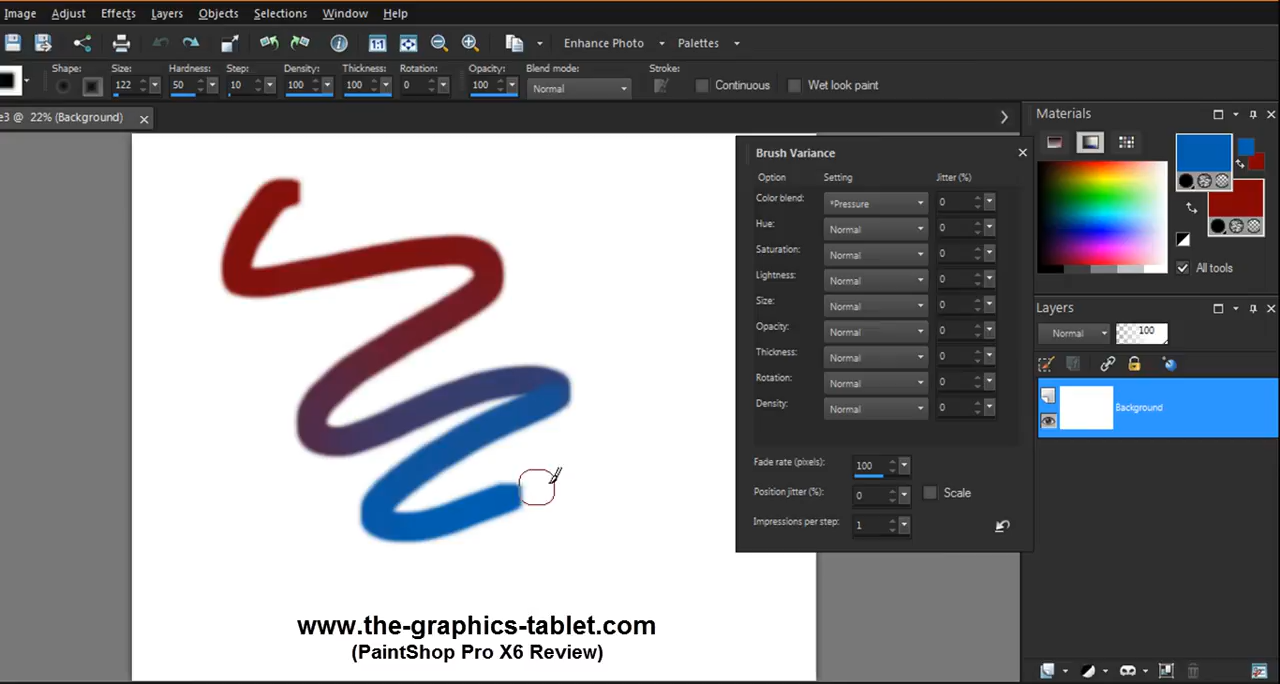 Image Adjust Effects Layers Objects Selections Window Help
1:1 Enhance Photo Palettes
Shape: Size: Hardness: Step: Density: Thickness: Rotation: Opacity: Blend mode: Stroke:
122 50 10 100 100 0 100 Normal Continuous Wet look paint
e3 @ 22% (Background)
Materials
All tools
Layers
Normal 100
Background
Brush Variance
Option Setting Jitter (%)
Color blend: *Pressure 0
Hue: Normal 0
Saturation: Normal 0
Lightness: Normal 0
Size: Normal 0
Opacity: Normal 0
Thickness: Normal 0
Rotation: Normal 0
Density: Normal 0
Fade rate (pixels): 100
Position jitter (%): 0 Scale
Impressions per step: 1
www.the-graphics-tablet.com
(PaintShop Pro X6 Review)